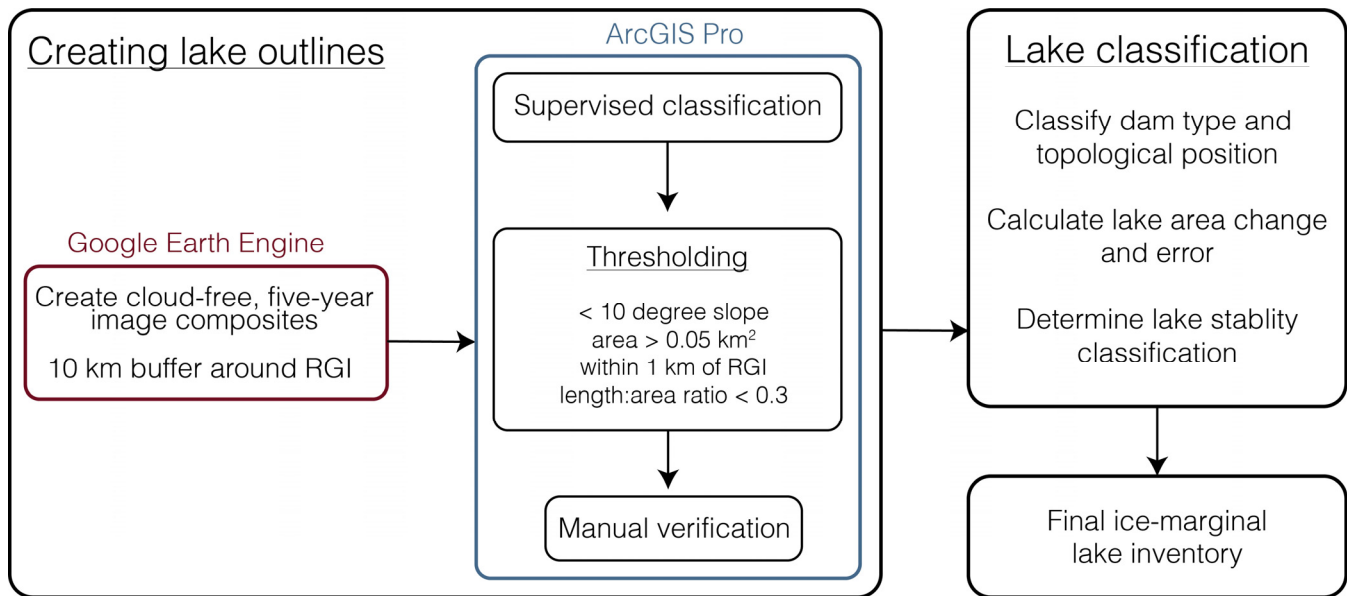 Creating lake outlines
Google Earth Engine
Create cloud-free, five-year
image composites
10 km buffer around RGI
ArcGIS Pro
Supervised classification
Thresholding
< 10 degree slope
area > 0.05 km²
within 1 km of RGI
length:area ratio < 0.3
Manual verification
Lake classification
Classify dam type and
topological position
Calculate lake area change
and error
Determine lake stablity
classification
Final ice-marginal
lake inventory